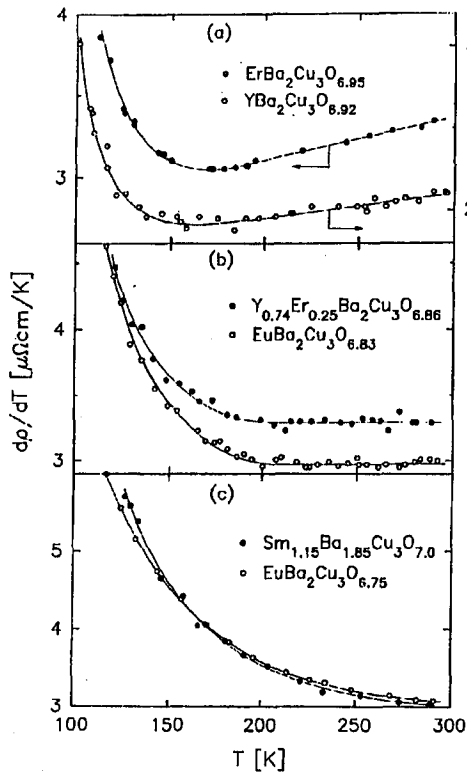 4
(a)
ErBa2Cu3O6.95
YBa2Cu3O6.92
3
2
(b)
Y0.74Er0.25Ba2Cu3O6.86
EuBa2Cu3O6.83
4
3
dρ/dT [μΩcm/K]
(c)
Sm1.15Ba1.85Cu3O7.0
EuBa2Cu3O6.75
5
4
3
100 150 200 250 300
T [K]